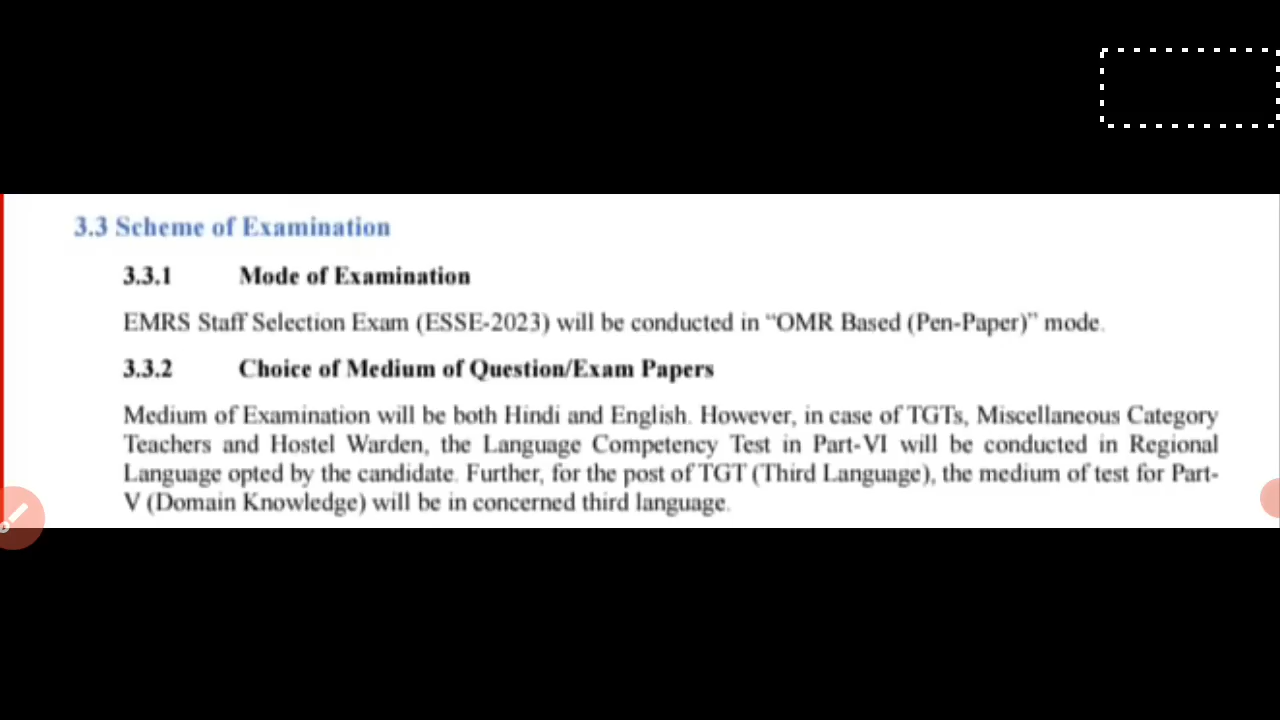 3.3 Scheme of Examination
3.3.1 Mode of Examination
EMRS Staff Selection Exam (ESSE-2023) will be conducted in “OMR Based (Pen-Paper)” mode.
3.3.2 Choice of Medium of Question/Exam Papers
Medium of Examination will be both Hindi and English. However, in case of TGTs, Miscellaneous Category
Teachers and Hostel Warden, the Language Competency Test in Part-VI will be conducted in Regional
Language opted by the candidate. Further, for the post of TGT (Third Language), the medium of test for Part-
V (Domain Knowledge) will be in concerned third language.